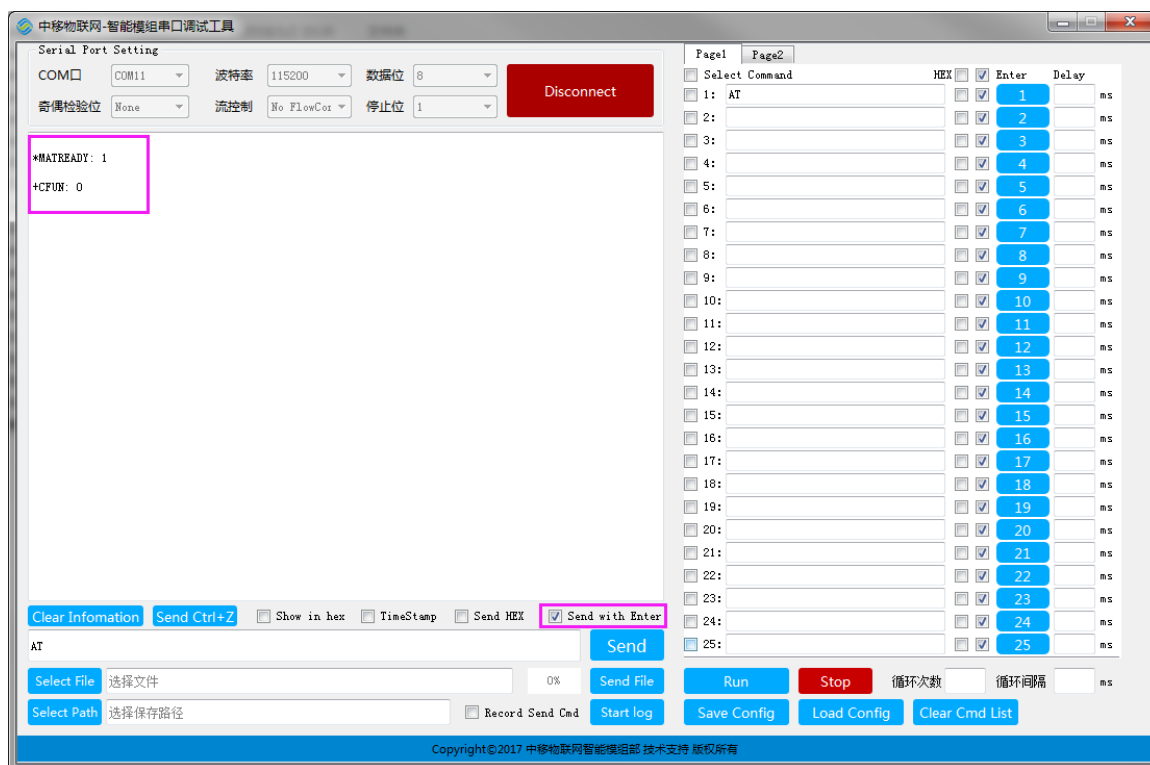 中移物联网-智能模组串口调试工具
Serial Port Setting
COM口 COM11 波特率 115200 数据位 8
奇偶检验位 None 流控制 No FlowCor 停止位 1
Disconnect
*MATREADY: 1
+CFUN: 0
Clear Infomation Send Ctrl+Z Show in hex TimeStamp Send HEX Send with Enter
AT Send
Select File 选择文件 0% Send File
Select Path 选择保存路径 Record Send Cmd Start log
Page1 Page2
Select Command HEX Enter Delay
1: AT 1 ms
2: 2 ms
3: 3 ms
4: 4 ms
5: 5 ms
6: 6 ms
7: 7 ms
8: 8 ms
9: 9 ms
10: 10 ms
11: 11 ms
12: 12 ms
13: 13 ms
14: 14 ms
15: 15 ms
16: 16 ms
17: 17 ms
18: 18 ms
19: 19 ms
20: 20 ms
21: 21 ms
22: 22 ms
23: 23 ms
24: 24 ms
25: 25 ms
Run Stop 循环次数 循环间隔 ms
Save Config Load Config Clear Cmd List
Copyright©2017 中移物联网智能模组部 技术支持 版权所有